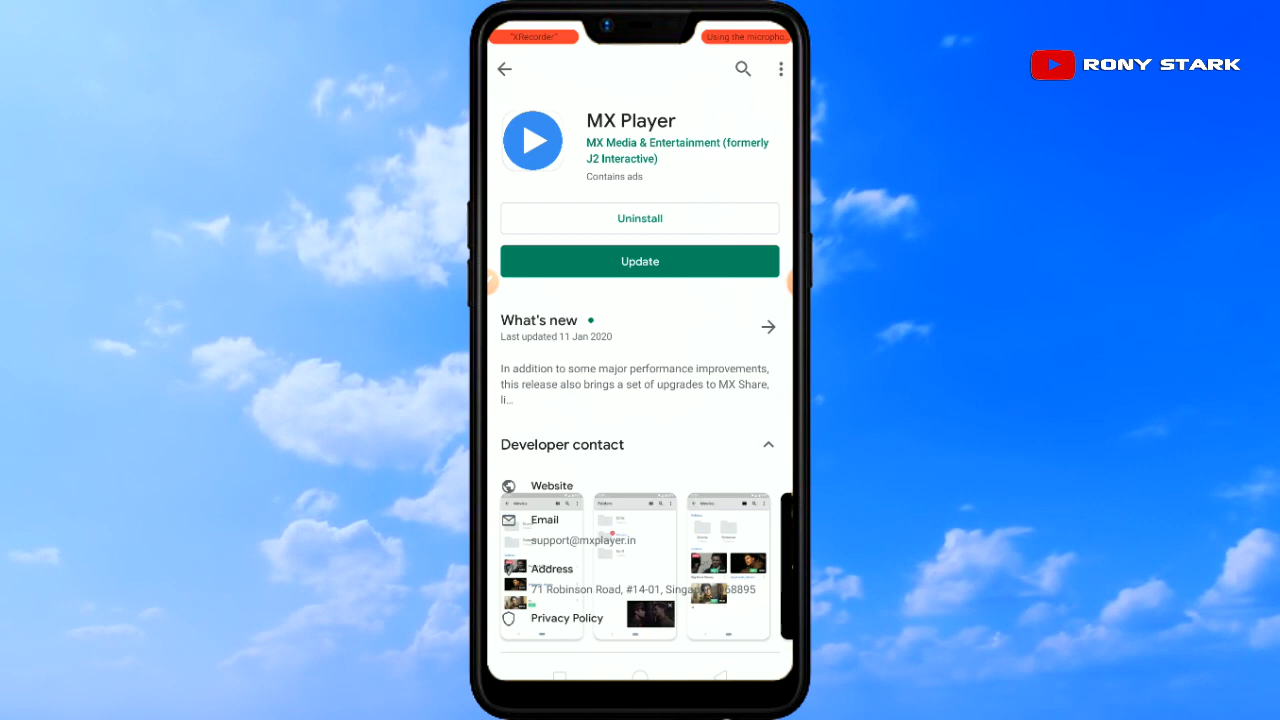 "XRecorder"
Using the micropho...
RONY STARK
MX Player
MX Media & Entertainment (formerly
J2 Interactive)
Contains ads
Uninstall
Update
What's new
Last updated 11 Jan 2020
In addition to some major performance improvements,
this release also brings a set of upgrades to MX Share,
li...
Developer contact
Website
Email
support@mxplayer.in
Address
71 Robinson Road, #14-01, Singa 68895
Privacy Policy